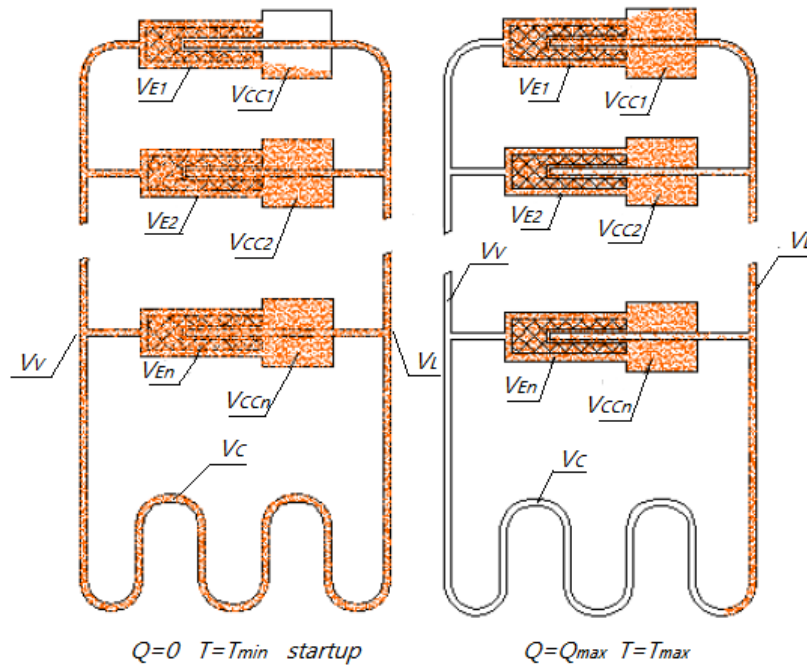 VE1
VCC1
VE2
VCC2
VV
VL
VEn
VCCn
VC
Q=0 T=Tmin startup
VE1
VCC1
VE2
VCC2
VV
VEn
VCCn
VC
Q=Qmax T=Tmax